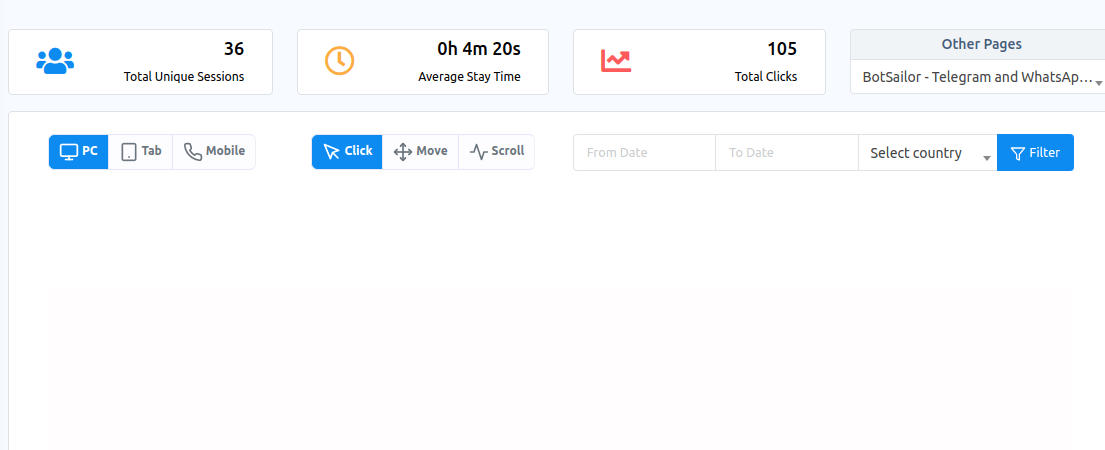 36
Total Unique Sessions
0h 4m 20s
Average Stay Time
105
Total Clicks
Other Pages
BotSailor - Telegram and WhatsAp...
PC
Tab
Mobile
Click
Move
Scroll
From Date
To Date
Select country
Filter